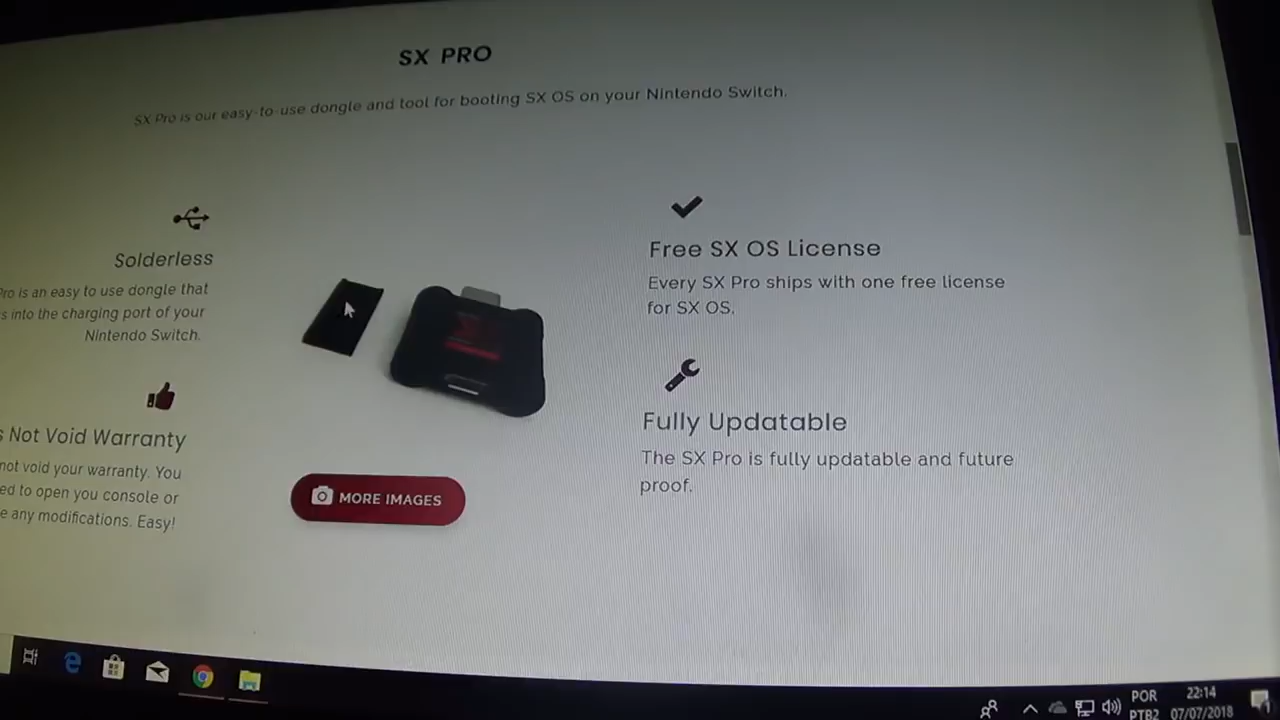 SX PRO
SX Pro is our easy-to-use dongle and tool for booting SX OS on your Nintendo Switch.
Solderless
Pro is an easy to use dongle that
s into the charging port of your
Nintendo Switch.
s Not Void Warranty
not void your warranty. You
ed to open you console or
e any modifications. Easy!
MORE IMAGES
Free SX OS License
Every SX Pro ships with one free license
for SX OS.
Fully Updatable
The SX Pro is fully updatable and future
proof.
POR
PTB2
22:14
07/07/2018
1